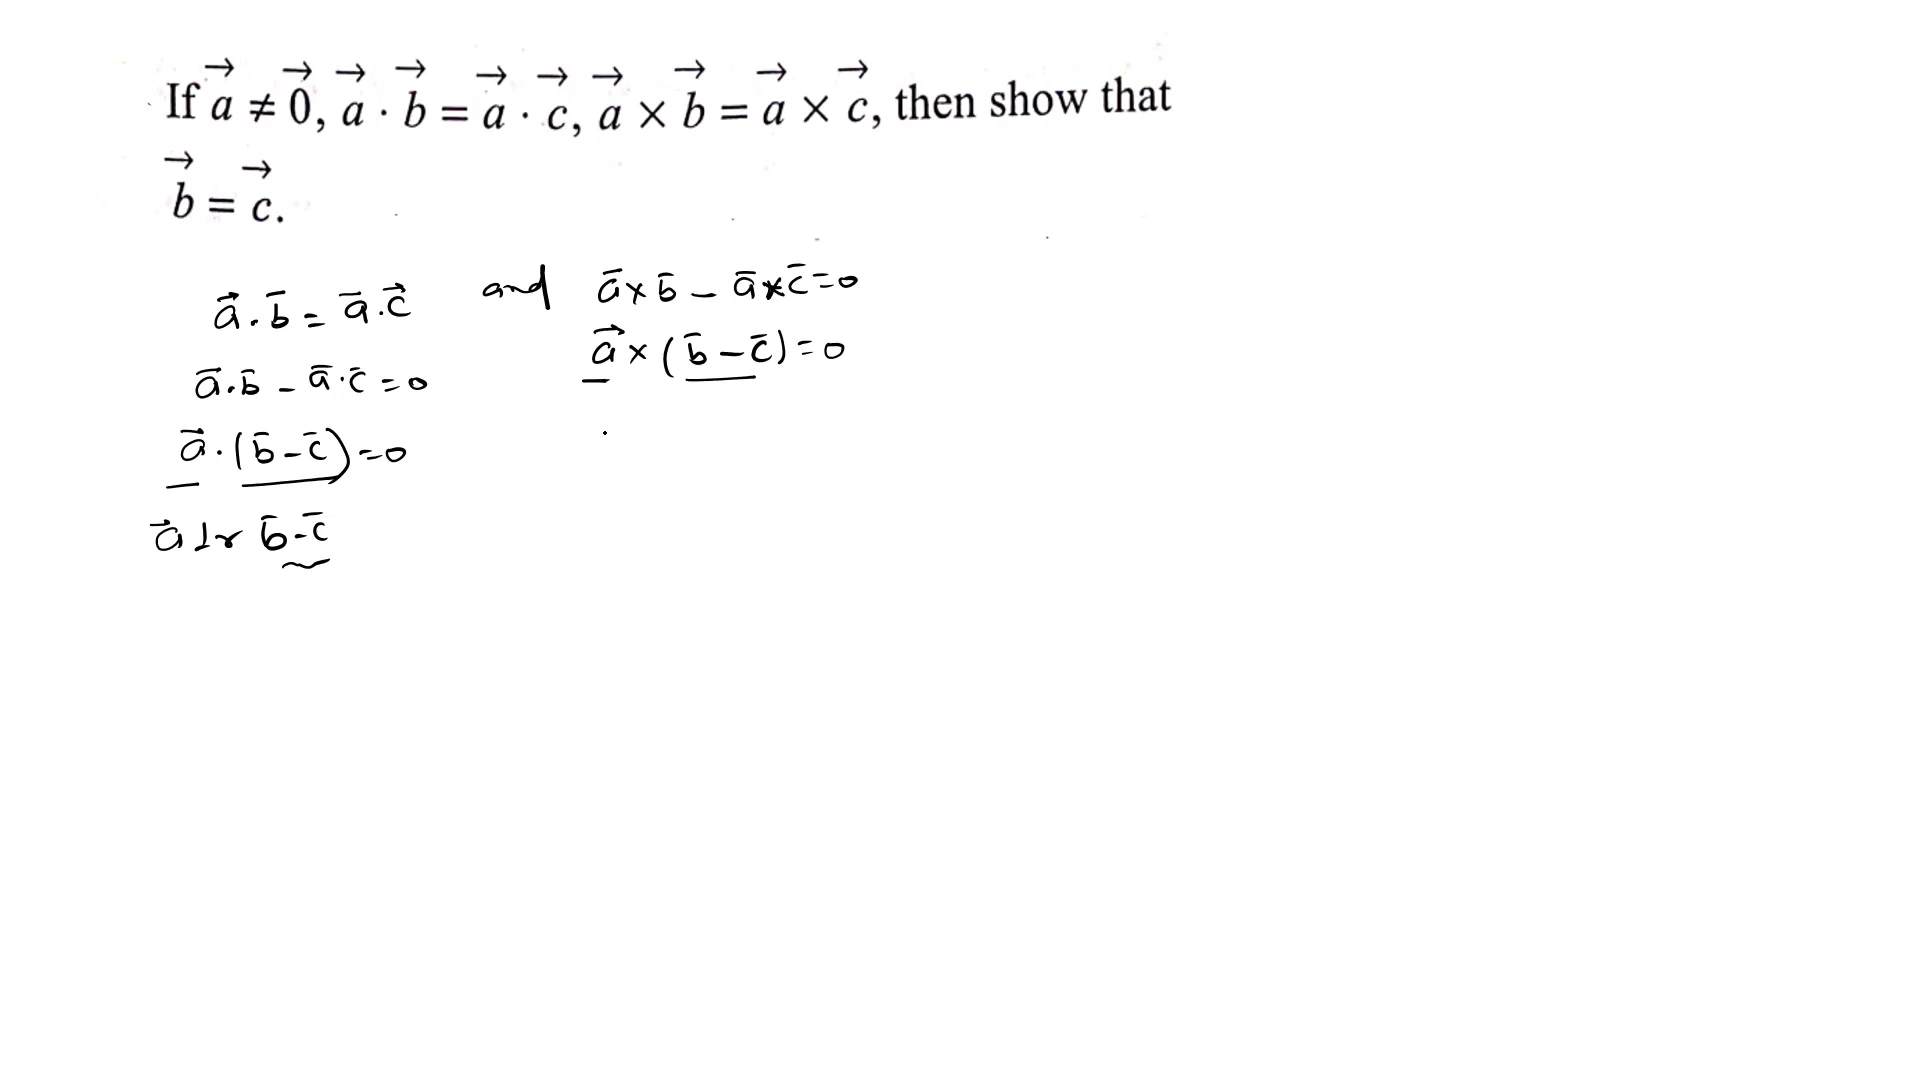 If a⃗ ≠ 0⃗, a⃗ · b⃗ = a⃗ · c⃗, a⃗ × b⃗ = a⃗ × c⃗, then show that
b⃗ = c⃗.
a⃗.b̄ = ā.c⃗ and ā×b̄ − ā×c̄=0
ā.b̄ − ā.c̄ =0
a⃗×(b̄−c̄)=0
a⃗.(b̄−c̄)=0
a⃗ ⊥r b̄-c̄